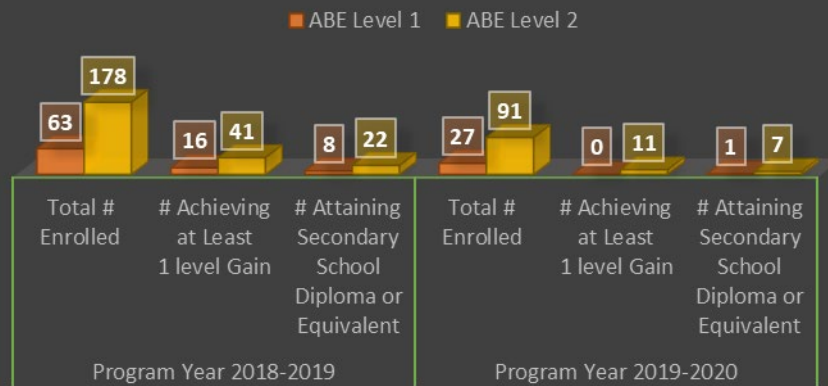 ABE Level 1 ABE Level 2
63 178 16 41 8 22 27 91 0 11 1 7
Total # Enrolled
# Achieving at Least 1 level Gain
# Attaining Secondary School Diploma or Equivalent
Total # Enrolled
# Achieving at Least 1 level Gain
# Attaining Secondary School Diploma or Equivalent
Program Year 2018-2019 Program Year 2019-2020